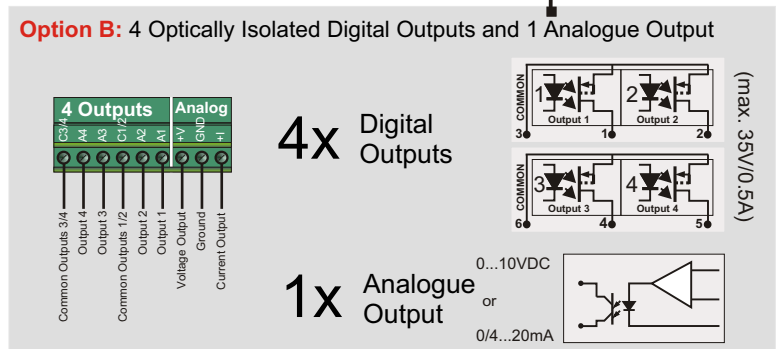 Option B: 4 Optically Isolated Digital Outputs and 1 Analogue Output
4 Outputs Analog
C3/4 A4 A3 C1/2 A2 A1 +V GND +I
Common Outputs 3/4
Output 4
Output 3
Common Outputs 1/2
Output 2
Output 1
Voltage Output
Ground
Current Output
4x Digital
Outputs
COMMON
1
Output 1
2
Output 2
3 1 2
COMMON
3
Output 3
4
Output 4
6 4 5
(max. 35V/0.5A)
1x Analogue
Output
0...10VDC
or
0/4...20mA